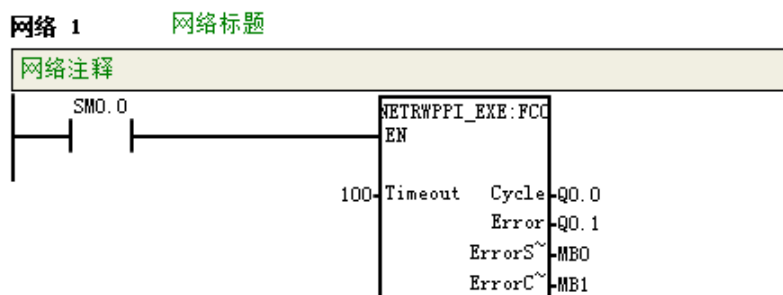 网络 1 网络标题
网络注释
SM0.0
NETRWPPI_EXE:FC0
EN
100 Timeout Cycle Q0.0
Error Q0.1
ErrorS~ MB0
ErrorC~ MB1